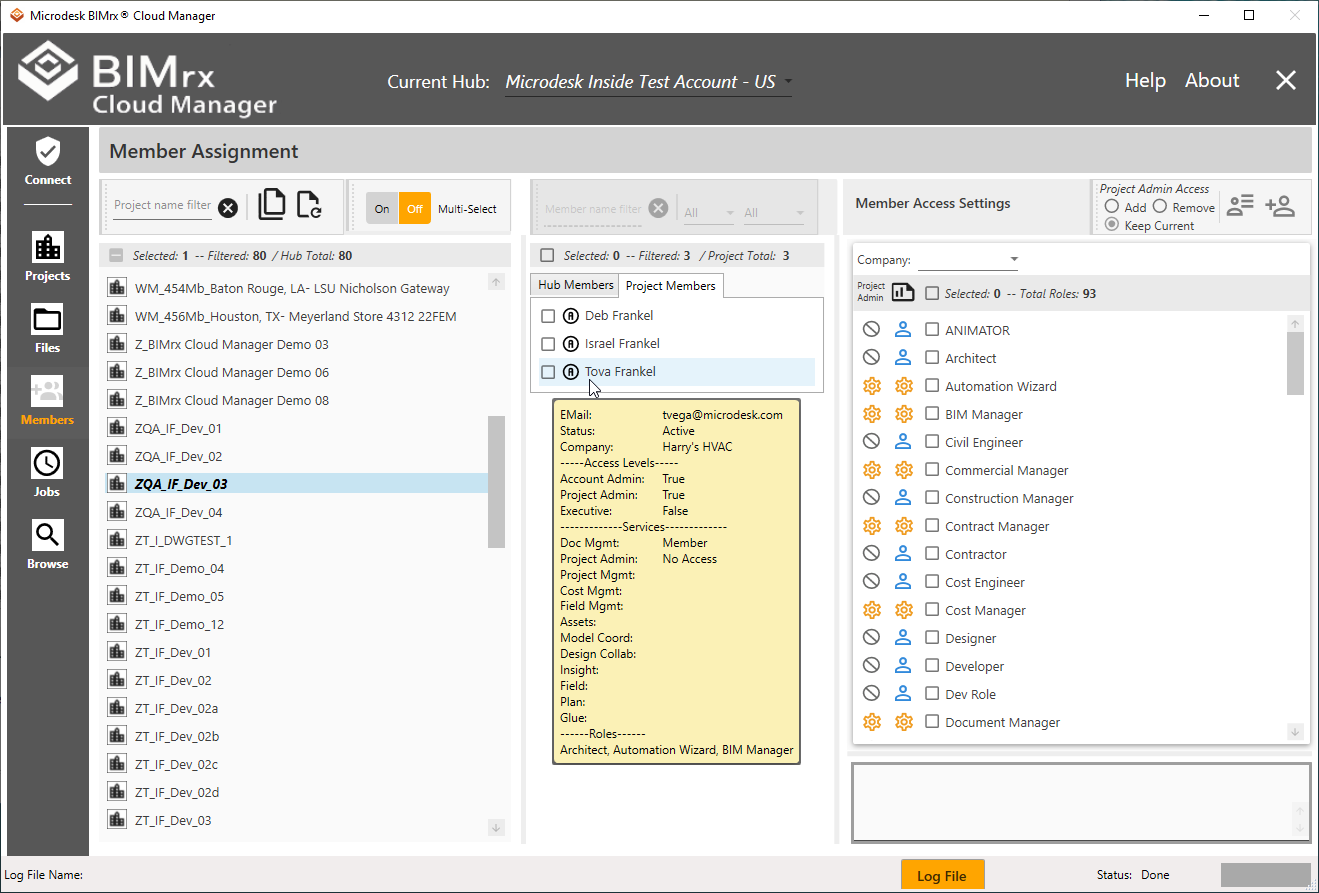 Microdesk BIMrx® Cloud Manager
BIMrx
Cloud Manager
Current Hub: Microdesk Inside Test Account - US
Help About
Connect
Projects
Files
Members
Jobs
Browse
Member Assignment
Project name filter
On Off Multi-Select
Selected: 1 -- Filtered: 80 / Hub Total: 80
WM_454Mb_Baton Rouge, LA- LSU Nicholson Gateway
WM_456Mb_Houston, TX- Meyerland Store 4312 22FEM
Z_BIMrx Cloud Manager Demo 03
Z_BIMrx Cloud Manager Demo 06
Z_BIMrx Cloud Manager Demo 08
ZQA_IF_Dev_01
ZQA_IF_Dev_02
ZQA_IF_Dev_03
ZQA_IF_Dev_04
ZT_I_DWGTEST_1
ZT_IF_Demo_04
ZT_IF_Demo_05
ZT_IF_Demo_12
ZT_IF_Dev_01
ZT_IF_Dev_02
ZT_IF_Dev_02a
ZT_IF_Dev_02b
ZT_IF_Dev_02c
ZT_IF_Dev_02d
ZT_IF_Dev_03
Member name filter
All All
Selected: 0 -- Filtered: 3 / Project Total: 3
Hub Members Project Members
Deb Frankel
Israel Frankel
Tova Frankel
EMail: tvega@microdesk.com
Status: Active
Company: Harry's HVAC
-----Access Levels-----
Account Admin: True
Project Admin: True
Executive: False
-------------Services-------------
Doc Mgmt: Member
Project Admin: No Access
Project Mgmt:
Cost Mgmt:
Field Mgmt:
Assets:
Model Coord:
Design Collab:
Insight:
Field:
Plan:
Glue:
------Roles------
Architect, Automation Wizard, BIM Manager
Member Access Settings
Project Admin Access
Add Remove
Keep Current
Company:
Project
Admin
Selected: 0 -- Total Roles: 93
ANIMATOR
Architect
Automation Wizard
BIM Manager
Civil Engineer
Commercial Manager
Construction Manager
Contract Manager
Contractor
Cost Engineer
Cost Manager
Designer
Developer
Dev Role
Document Manager
Log File Name:
Log File
Status: Done